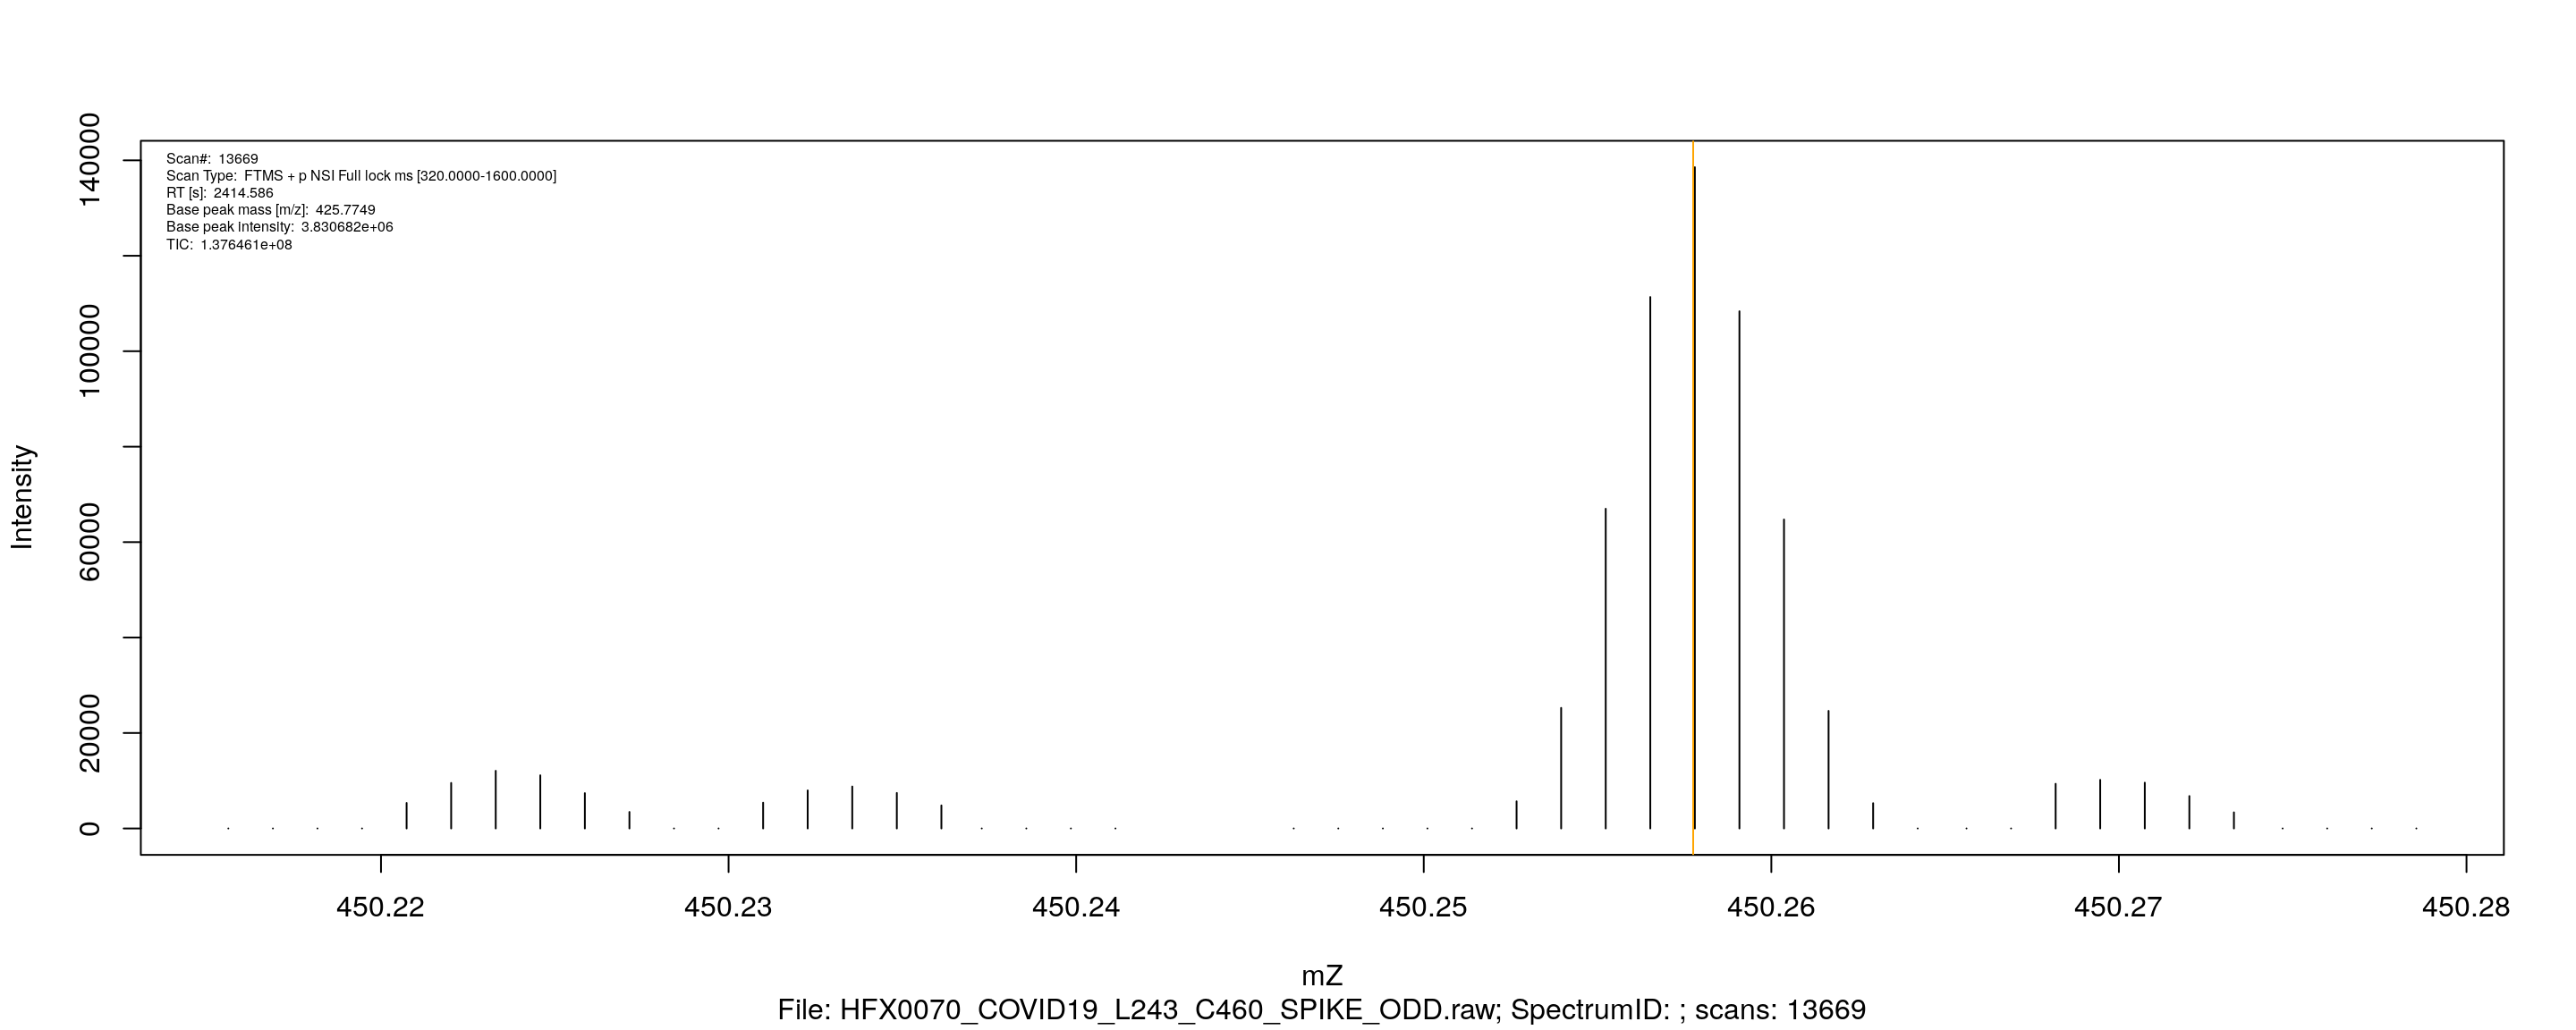 Scan#: 13669
Scan Type: FTMS + p NSI Full lock ms [320.0000-1600.0000]
RT [s]: 2414.586
Base peak mass [m/z]: 425.7749
Base peak intensity: 3.830682e+06
TIC: 1.376461e+08
140000
100000
60000
20000
0
Intensity
450.22 450.23 450.24 450.25 450.26 450.27 450.28
mZ
File: HFX0070_COVID19_L243_C460_SPIKE_ODD.raw; SpectrumID: ; scans: 13669